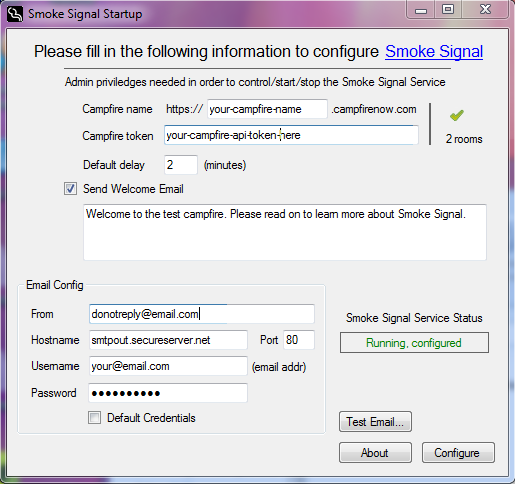 Smoke Signal Startup
Please fill in the following information to configure Smoke Signal
Admin priviledges needed in order to control/start/stop the Smoke Signal Service
Campfire name https:// your-campfire-name .campfirenow.com
Campfire token your-campfire-api-token-here
2 rooms
Default delay 2 (minutes)
Send Welcome Email
Welcome to the test campfire. Please read on to learn more about Smoke Signal.
Email Config
From donotreply@email.com
Hostname smtpout.secureserver.net Port 80
Username your@email.com (email addr)
Password ••••••••••
Default Credentials
Smoke Signal Service Status
Running, configured
Test Email...
About Configure